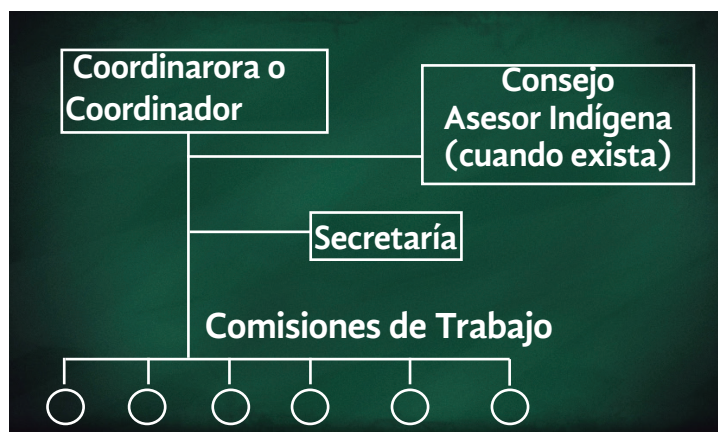 Coordinarora o
Coordinador
Consejo
Asesor Indígena
(cuando exista)
Secretaría
Comisiones de Trabajo